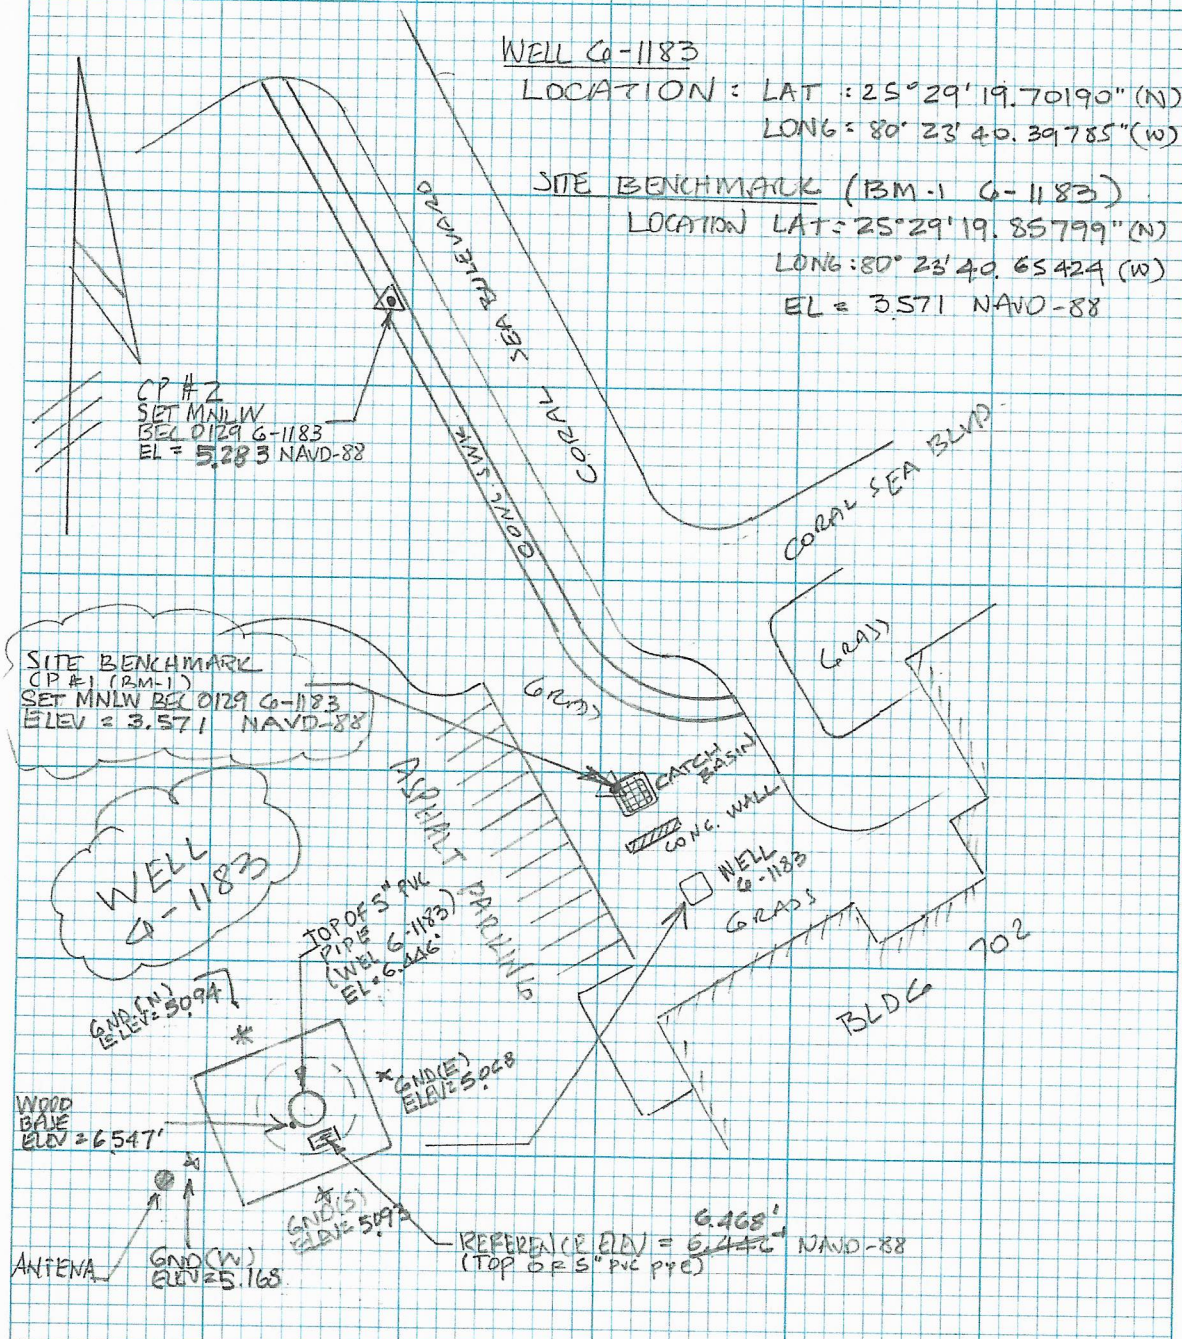 WELL G-1183
LOCATION : LAT : 25°29'19.70190" (N)
LONG : 80° 23' 40.39785" (W)
SITE BENCHMARK (BM-1 G-1183)
LOCATION LAT: 25°29'19.85799" (N)
LONG : 80° 23' 40.65424 (W)
EL = 3.571 NAVD-88
CORAL SEA BULEVARD
CP # 2
SET MNLW
BEC 0129 G-1183
EL = 5.283 NAVD-88
CONC. SWK
CORAL SEA BLVD
GRASS
SITE BENCHMARK
CP #1 (BM-1)
SET MNLW BEC 0129 G-1183
ELEV = 3.571 NAVD-88
GRASS
CATCH
BASIN
CONC. WALL
ASPHALT PARKING
WELL
G-1183
WELL
G-1183
GRASS
BLDG 702
TOP OF 5" PVC
PIPE
(WEL G-1183)
EL = 6.446'
GND (N)
ELEV = 5.094
GND (E)
ELEV = 5.068
WOOD
BASE
ELEV = 6.547'
GND (S)
ELEV = 5.093
ANTENA
GND (W)
ELEV = 5.168
6.468'
REFERENCE ELEV = 6.446' NAVD-88
(TOP OF 5" PVC PIPE)